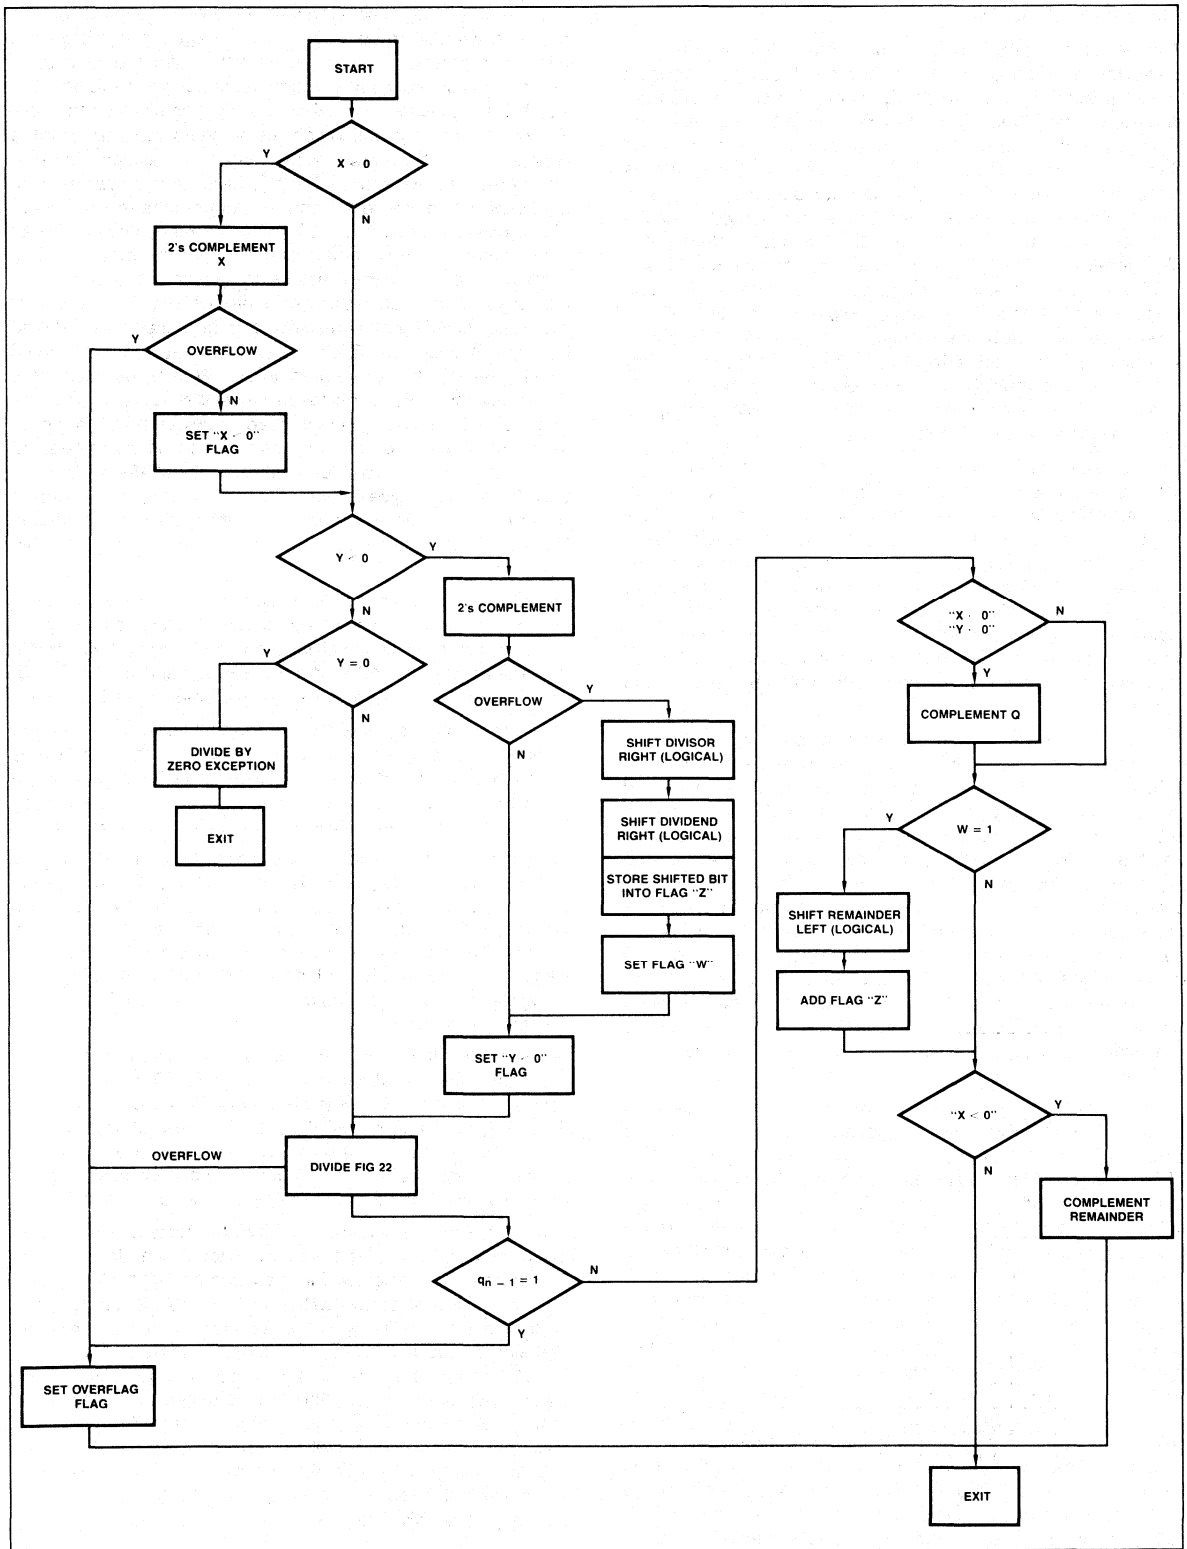 START
X < 0
Y
N
2's COMPLEMENT
X
OVERFLOW
Y
N
SET "X < 0"
FLAG
Y < 0
Y
N
2's COMPLEMENT
Y = 0
Y
N
OVERFLOW
Y
N
DIVIDE BY
ZERO EXCEPTION
EXIT
SHIFT DIVISOR
RIGHT (LOGICAL)
SHIFT DIVIDEND
RIGHT (LOGICAL)
STORE SHIFTED BIT
INTO FLAG "Z"
SET FLAG "W"
SET "Y < 0"
FLAG
OVERFLOW
DIVIDE FIG 22
qn – 1 = 1
N
Y
SET OVERFLAG
FLAG
"X < 0"
"Y < 0"
N
Y
COMPLEMENT Q
W = 1
Y
N
SHIFT REMAINDER
LEFT (LOGICAL)
ADD FLAG "Z"
"X < 0"
Y
N
COMPLEMENT
REMAINDER
EXIT